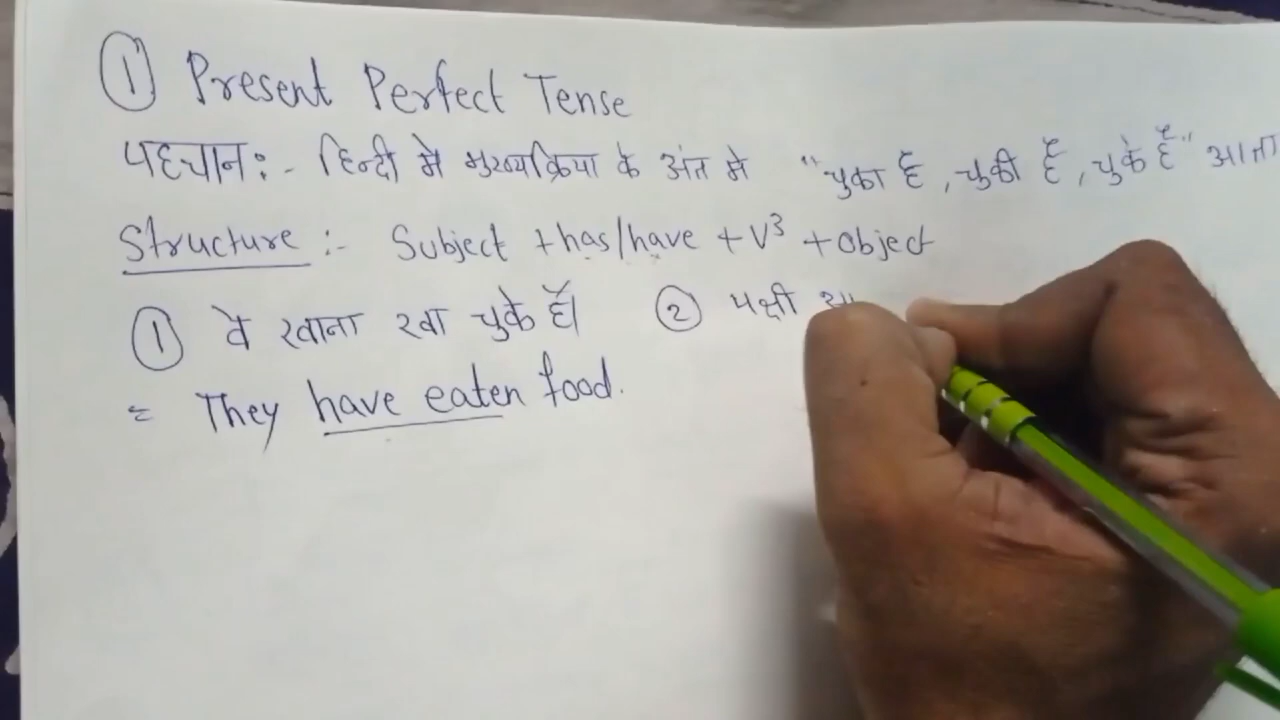 ① Present Perfect Tense
पहचान:- हिन्दी में मुख्यक्रिया के अंत मे "चुका है, चुकी है, चुके हैं" आता
Structure :- Subject + has/have + V³ + object
① वे खाना खा चुके हैं। ② पक्षी
= They have eaten food.